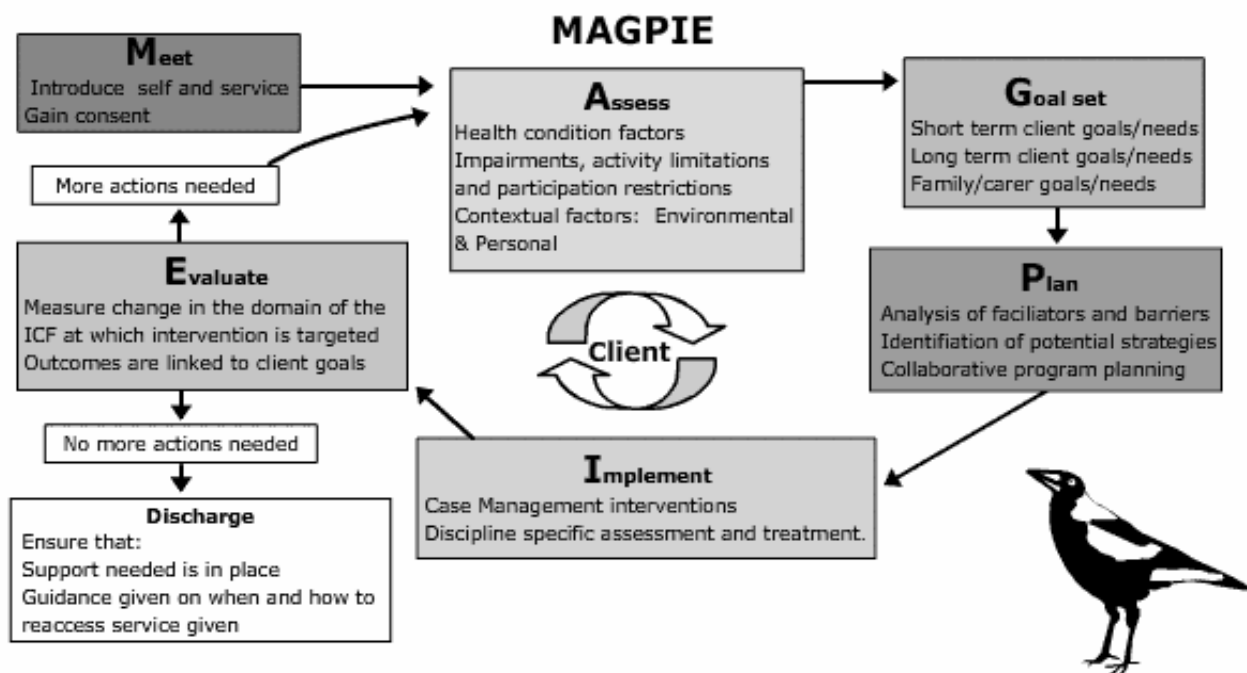 MAGPIE
Meet
Introduce self and service
Gain consent
Assess
Health condition factors
Impairments, activity limitations
and participation restrictions
Contextual factors: Environmental
& Personal
Goal set
Short term client goals/needs
Long term client goals/needs
Family/carer goals/needs
Plan
Analysis of faciliators and barriers
Identifiation of potential strategies
Collaborative program planning
Implement
Case Management interventions
Discipline specific assessment and treatment.
Evaluate
Measure change in the domain of the
ICF at which intervention is targeted
Outcomes are linked to client goals
More actions needed
No more actions needed
Discharge
Ensure that:
Support needed is in place
Guidance given on when and how to
reaccess service given
Client